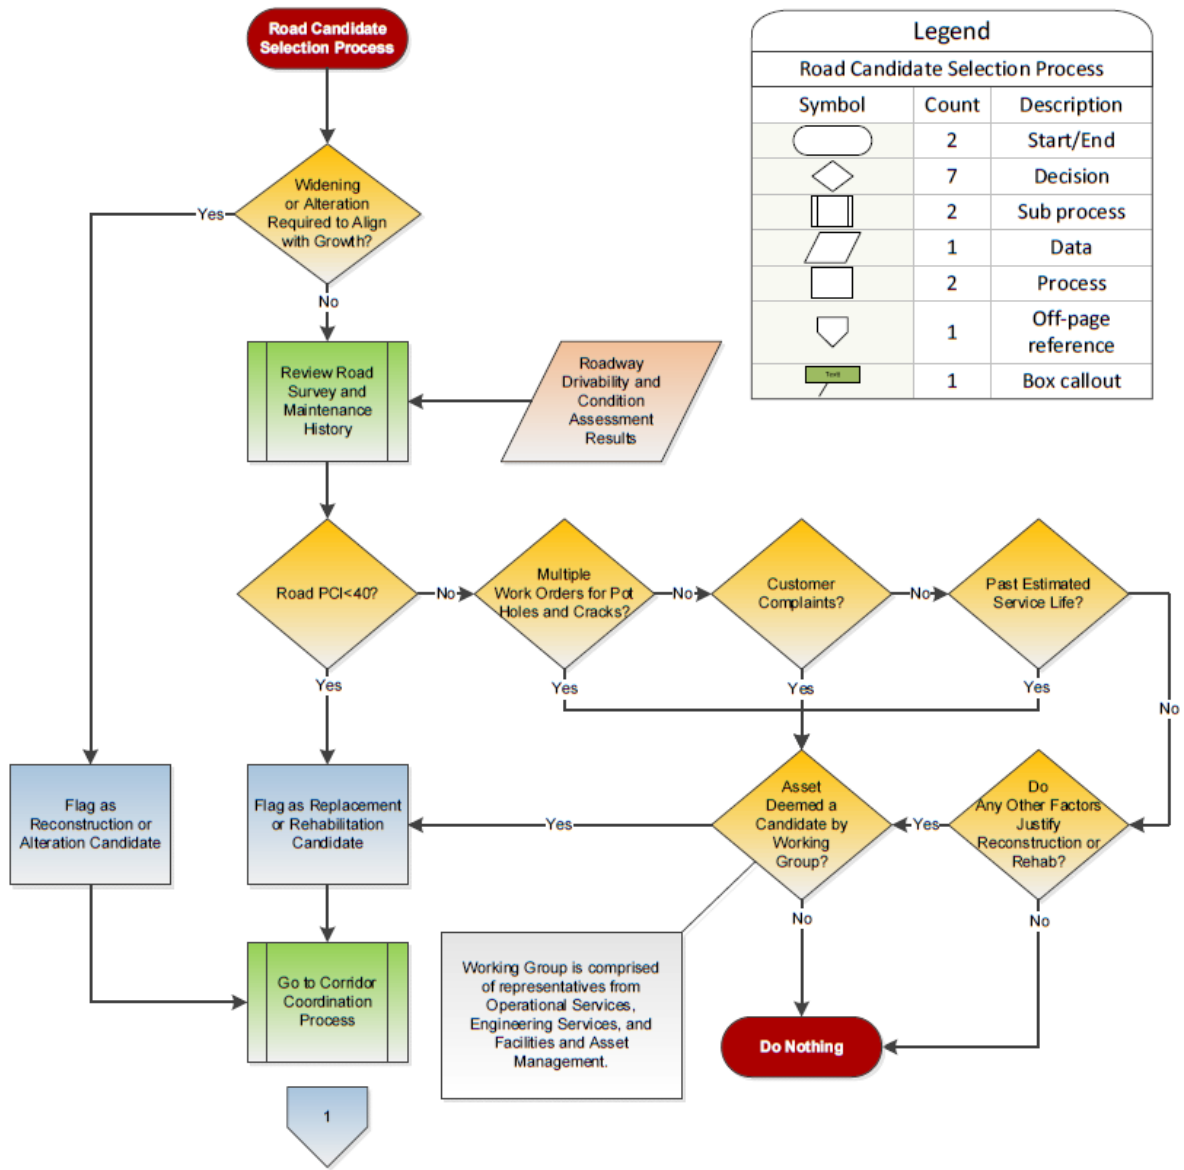 Road Candidate
Selection Process
Legend
Road Candidate Selection Process
Symbol Count Description
2 Start/End
7 Decision
2 Sub process
1 Data
2 Process
1 Off-page
reference
Text
1 Box callout
Widening
or Alteration
Required to Align
with Growth?
Yes
No
Review Road
Survey and
Maintenance
History
Roadway
Drivability and
Condition
Assessment
Results
Road PCI<40?
No
Multiple
Work Orders for Pot
Holes and Cracks?
No
Customer
Complaints?
No
Past Estimated
Service Life?
Yes
Yes
Yes
Yes
No
Flag as
Reconstruction or
Alteration Candidate
Flag as Replacement
or Rehabilitation
Candidate
Yes
Asset
Deemed a
Candidate by
Working
Group?
Yes
Do
Any Other Factors
Justify
Reconstruction or
Rehab?
No
No
Go to Corridor
Coordination
Process
Working Group is comprised
of representatives from
Operational Services,
Engineering Services, and
Facilities and Asset
Management.
Do Nothing
1